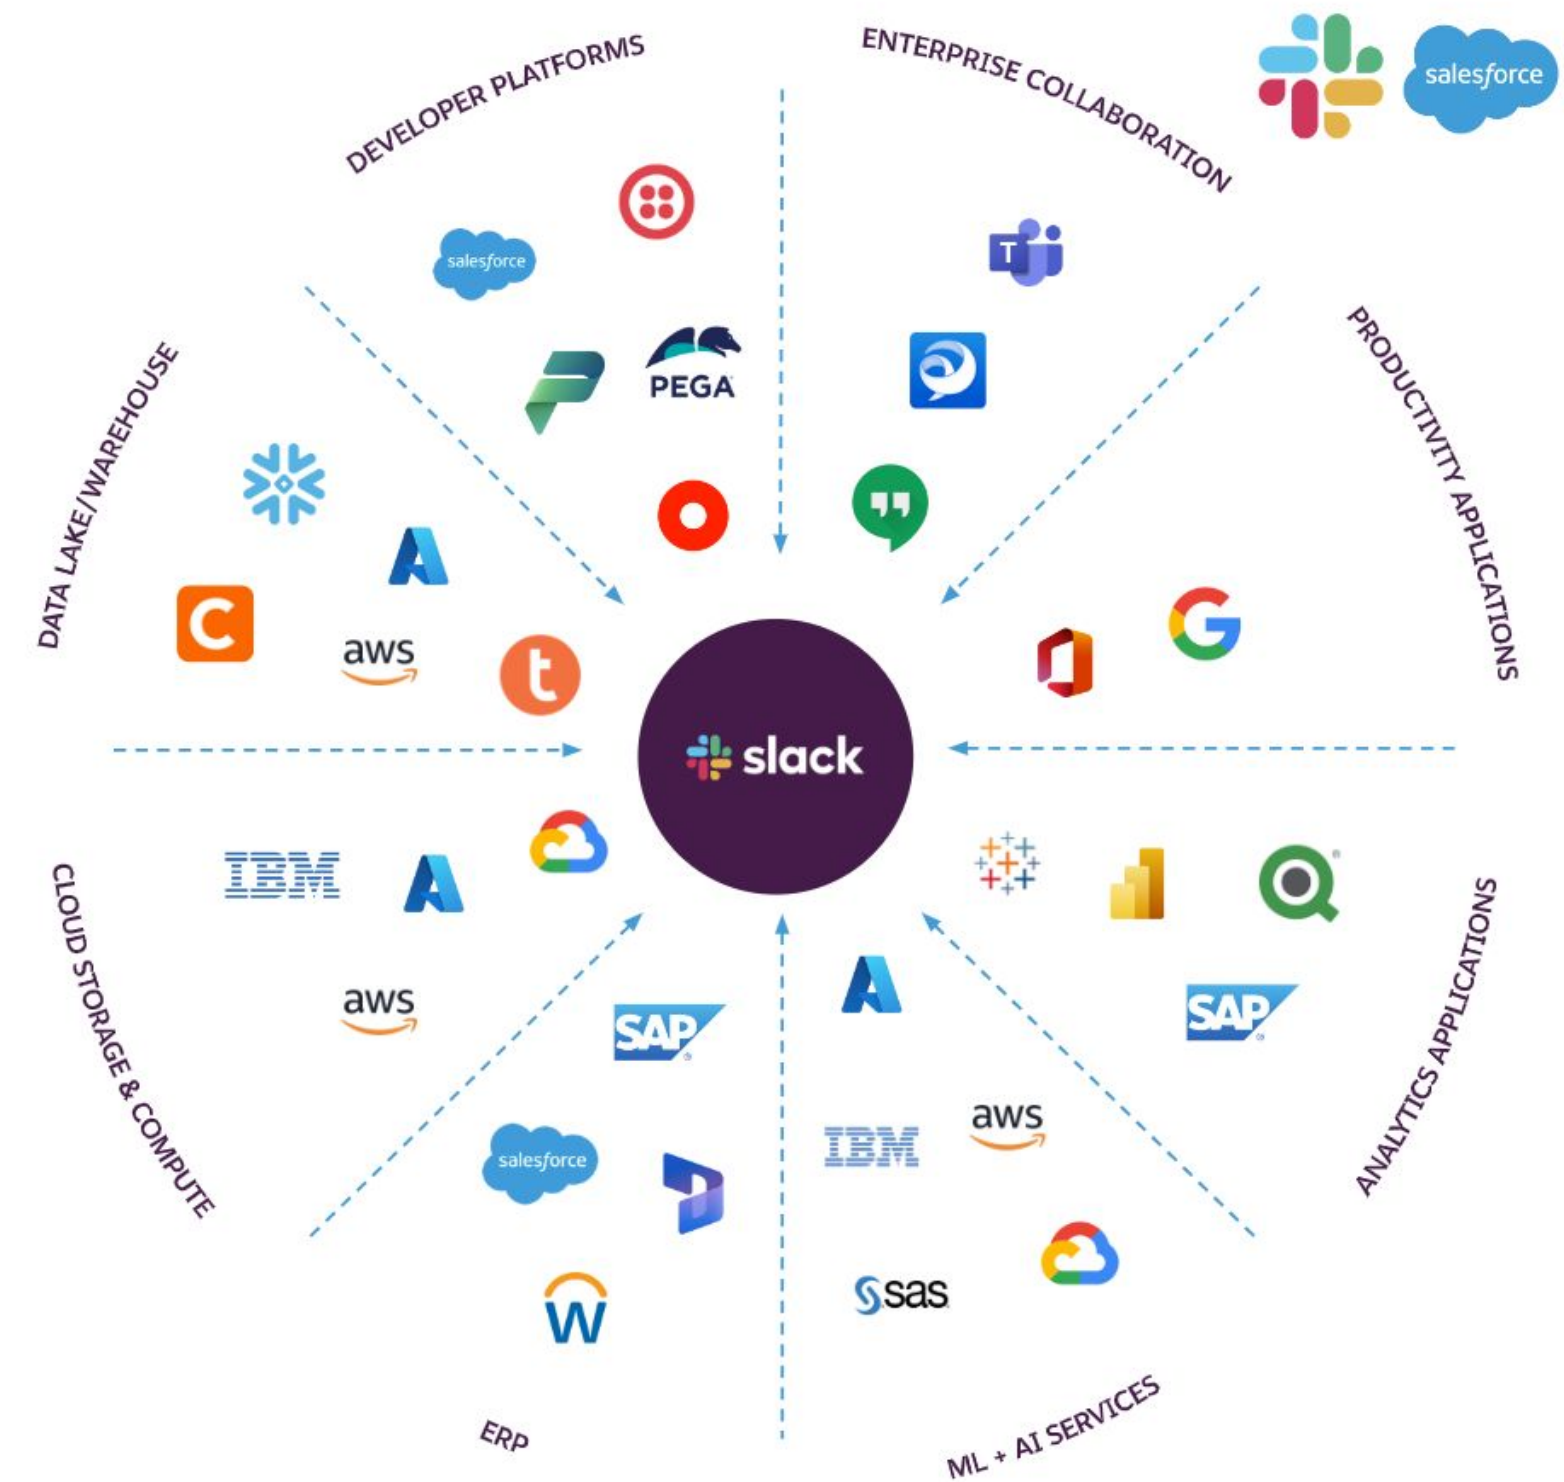 DEVELOPER PLATFORMS
ENTERPRISE COLLABORATION
salesforce
salesforce
T
PEGA
PRODUCTIVITY APPLICATIONS
DATA LAKE/WAREHOUSE
C
aws
t
G
slack
IBM
aws
CLOUD STORAGE & COMPUTE
SAP
®
SAP
®
®
ANALYTICS APPLICATIONS
salesforce
IBM
aws
W
sas
ERP
ML + AI SERVICES